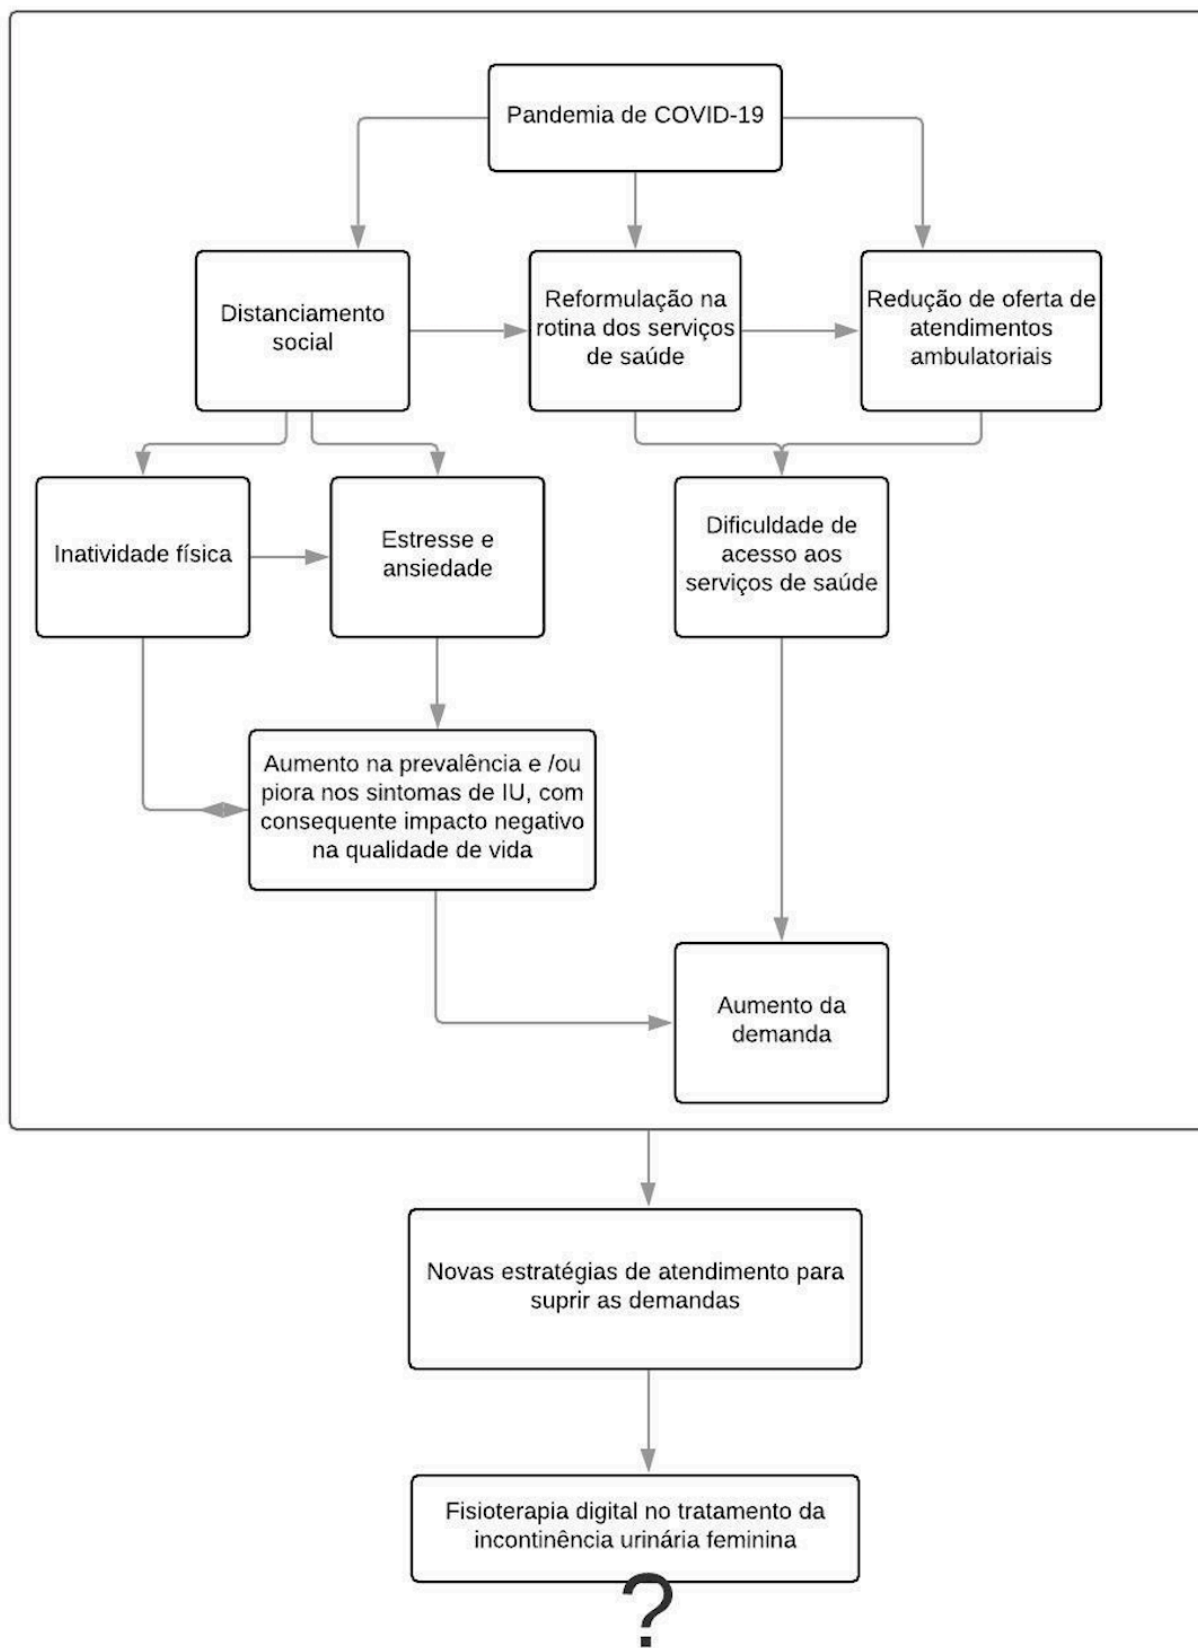 Pandemia de COVID-19
Distanciamento
social
Reformulação na
rotina dos serviços
de saúde
Redução de oferta de
atendimentos
ambulatoriais
Inatividade física
Estresse e
ansiedade
Dificuldade de
acesso aos
serviços de saúde
Aumento na prevalência e /ou
piora nos sintomas de IU, com
consequente impacto negativo
na qualidade de vida
Aumento da
demanda
Novas estratégias de atendimento para
suprir as demandas
Fisioterapia digital no tratamento da
incontinência urinária feminina
?